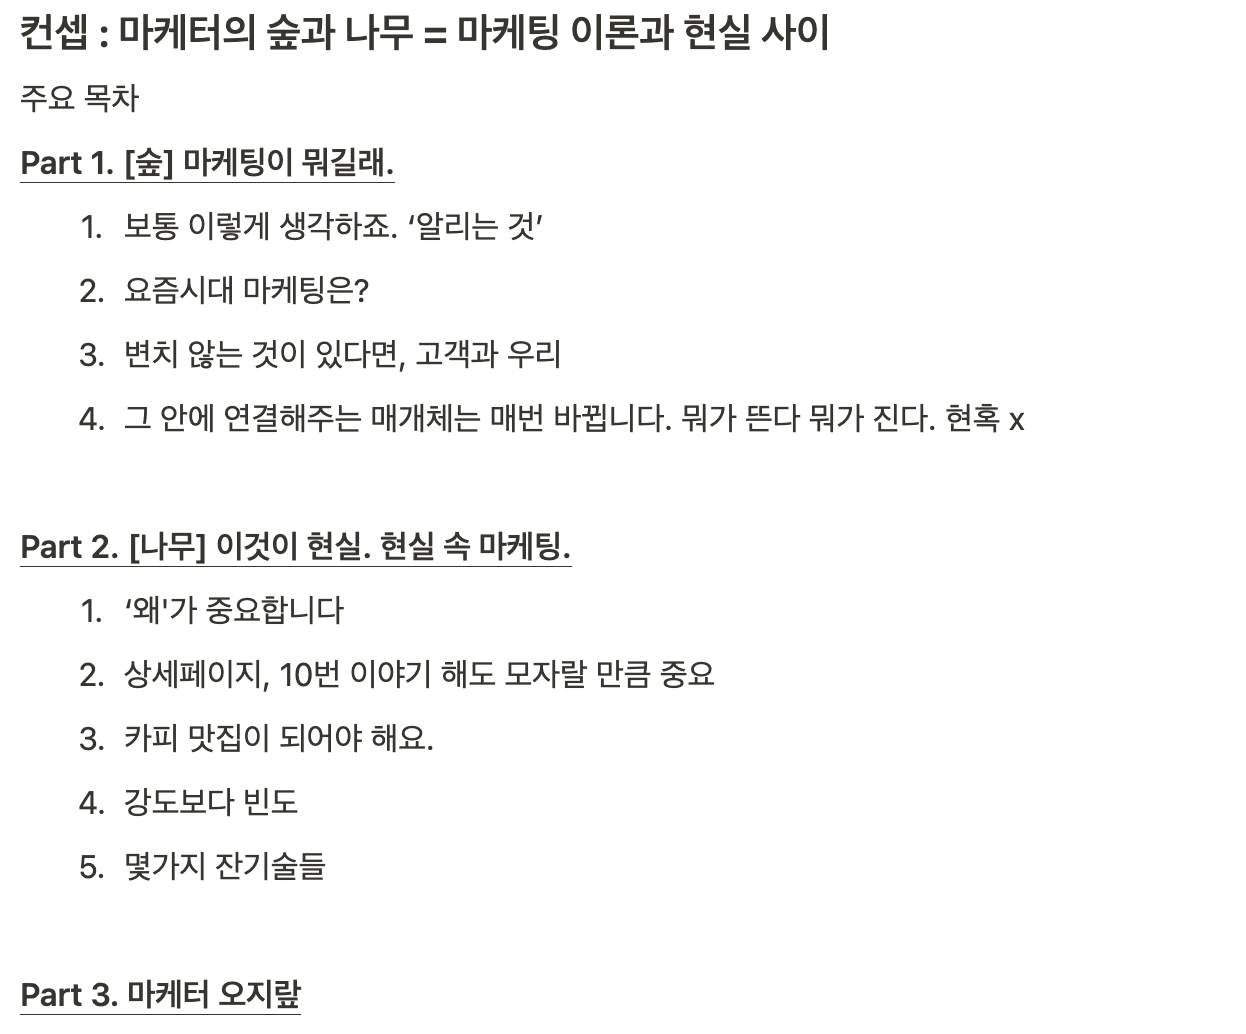 컨셉 : 마케터의 숲과 나무 = 마케팅 이론과 현실 사이
주요 목차
Part 1. [숲] 마케팅이 뭐길래.
1. 보통 이렇게 생각하죠. ‘알리는 것’
2. 요즘시대 마케팅은?
3. 변치 않는 것이 있다면, 고객과 우리
4. 그 안에 연결해주는 매개체는 매번 바뀝니다. 뭐가 뜬다 뭐가 진다. 현혹 x
Part 2. [나무] 이것이 현실. 현실 속 마케팅.
1. ‘왜'가 중요합니다
2. 상세페이지, 10번 이야기 해도 모자랄 만큼 중요
3. 카피 맛집이 되어야 해요.
4. 강도보다 빈도
5. 몇가지 잔기술들
Part 3. 마케터 오지랖